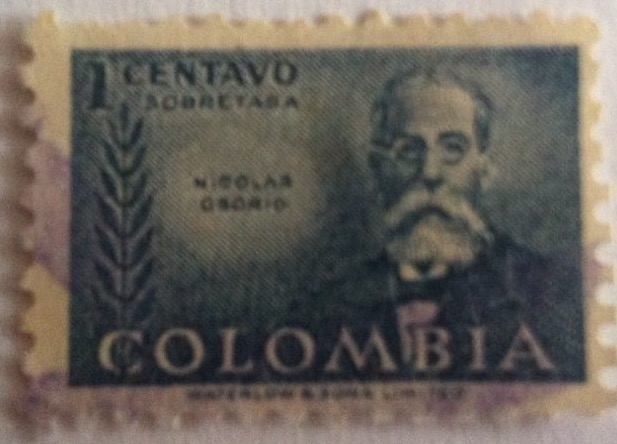 1 CENTAVO
SOBRETASA
NICOLAS
OSORIO
COLOMBIA
WATERLOW & SONS LIMITED